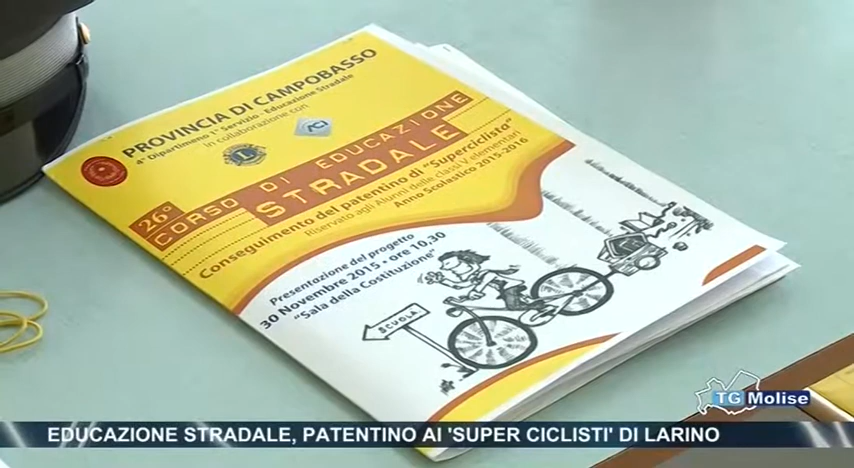 PROVINCIA DI CAMPOBASSO
4° Dipartimeno 1° Servizio - Educazione Stradale
in collaborazione con
L
ACI
26°
CORSO DI EDUCAZIONE
STRADALE
Conseguimento del patentino di "Superciclista"
Riservato agli Alunni delle classi V elementari
Anno Scolastico 2015-2016
Presentazione del progetto
30 Novembre 2015 - ore 10,30
"Sala della Costituzione"
SCUOLA
TG Molise
EDUCAZIONE STRADALE, PATENTINO AI 'SUPER CICLISTI' DI LARINO